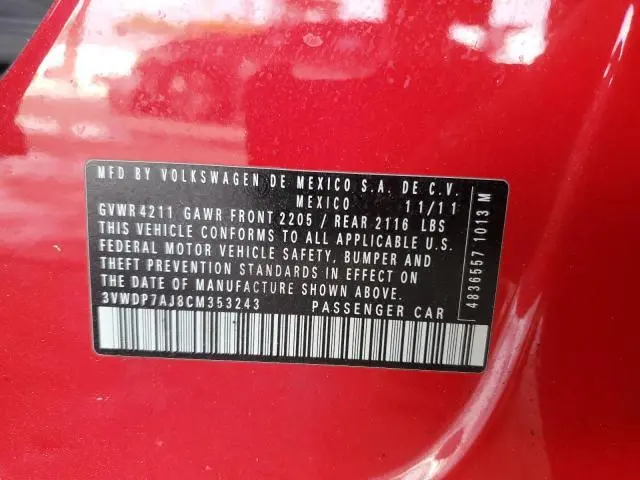 MFD BY VOLKSWAGEN DE MEXICO S.A. DE C.V.
MEXICO 11/11
GVWR 4211 GAWR FRONT 2205 / REAR 2116 LBS
THIS VEHICLE CONFORMS TO ALL APPLICABLE U.S.
FEDERAL MOTOR VEHICLE SAFETY, BUMPER AND
THEFT PREVENTION STANDARDS IN EFFECT ON
THE DATE OF MANUFACTURE SHOWN ABOVE.
3VWDP7AJ8CM353243 PASSENGER CAR
48365571013 M